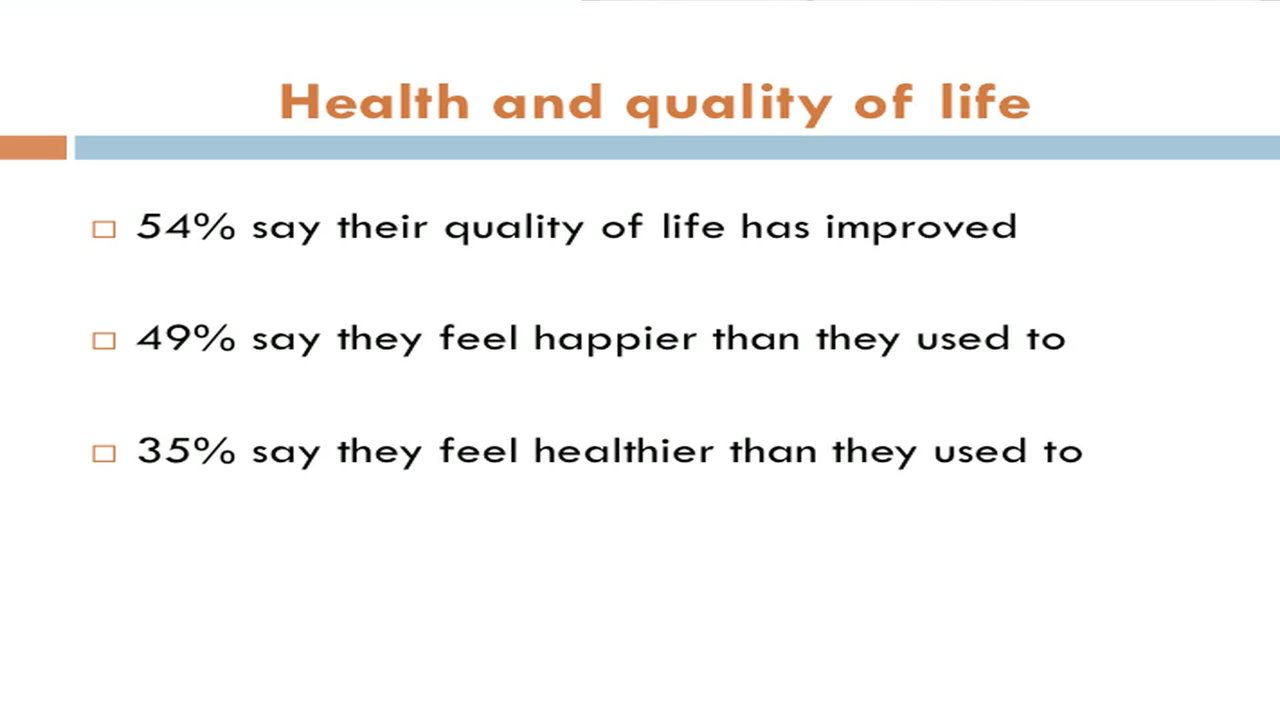 Health and quality of life
54% say their quality of life has improved
49% say they feel happier than they used to
35% say they feel healthier than they used to